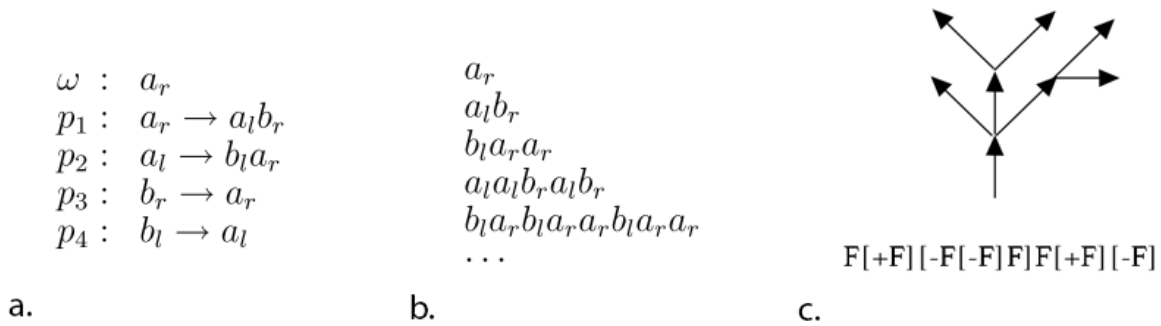 ω : a_r
p_1 : a_r → a_l b_r
p_2 : a_l → b_l a_r
p_3 : b_r → a_r
p_4 : b_l → a_l
a.
a_r
a_l b_r
b_l a_r a_r
a_l a_l b_r a_l b_r
b_l a_r b_l a_r a_r b_l a_r a_r
· · ·
b.
F[+F][-F[-F]F]F[+F][-F]
c.